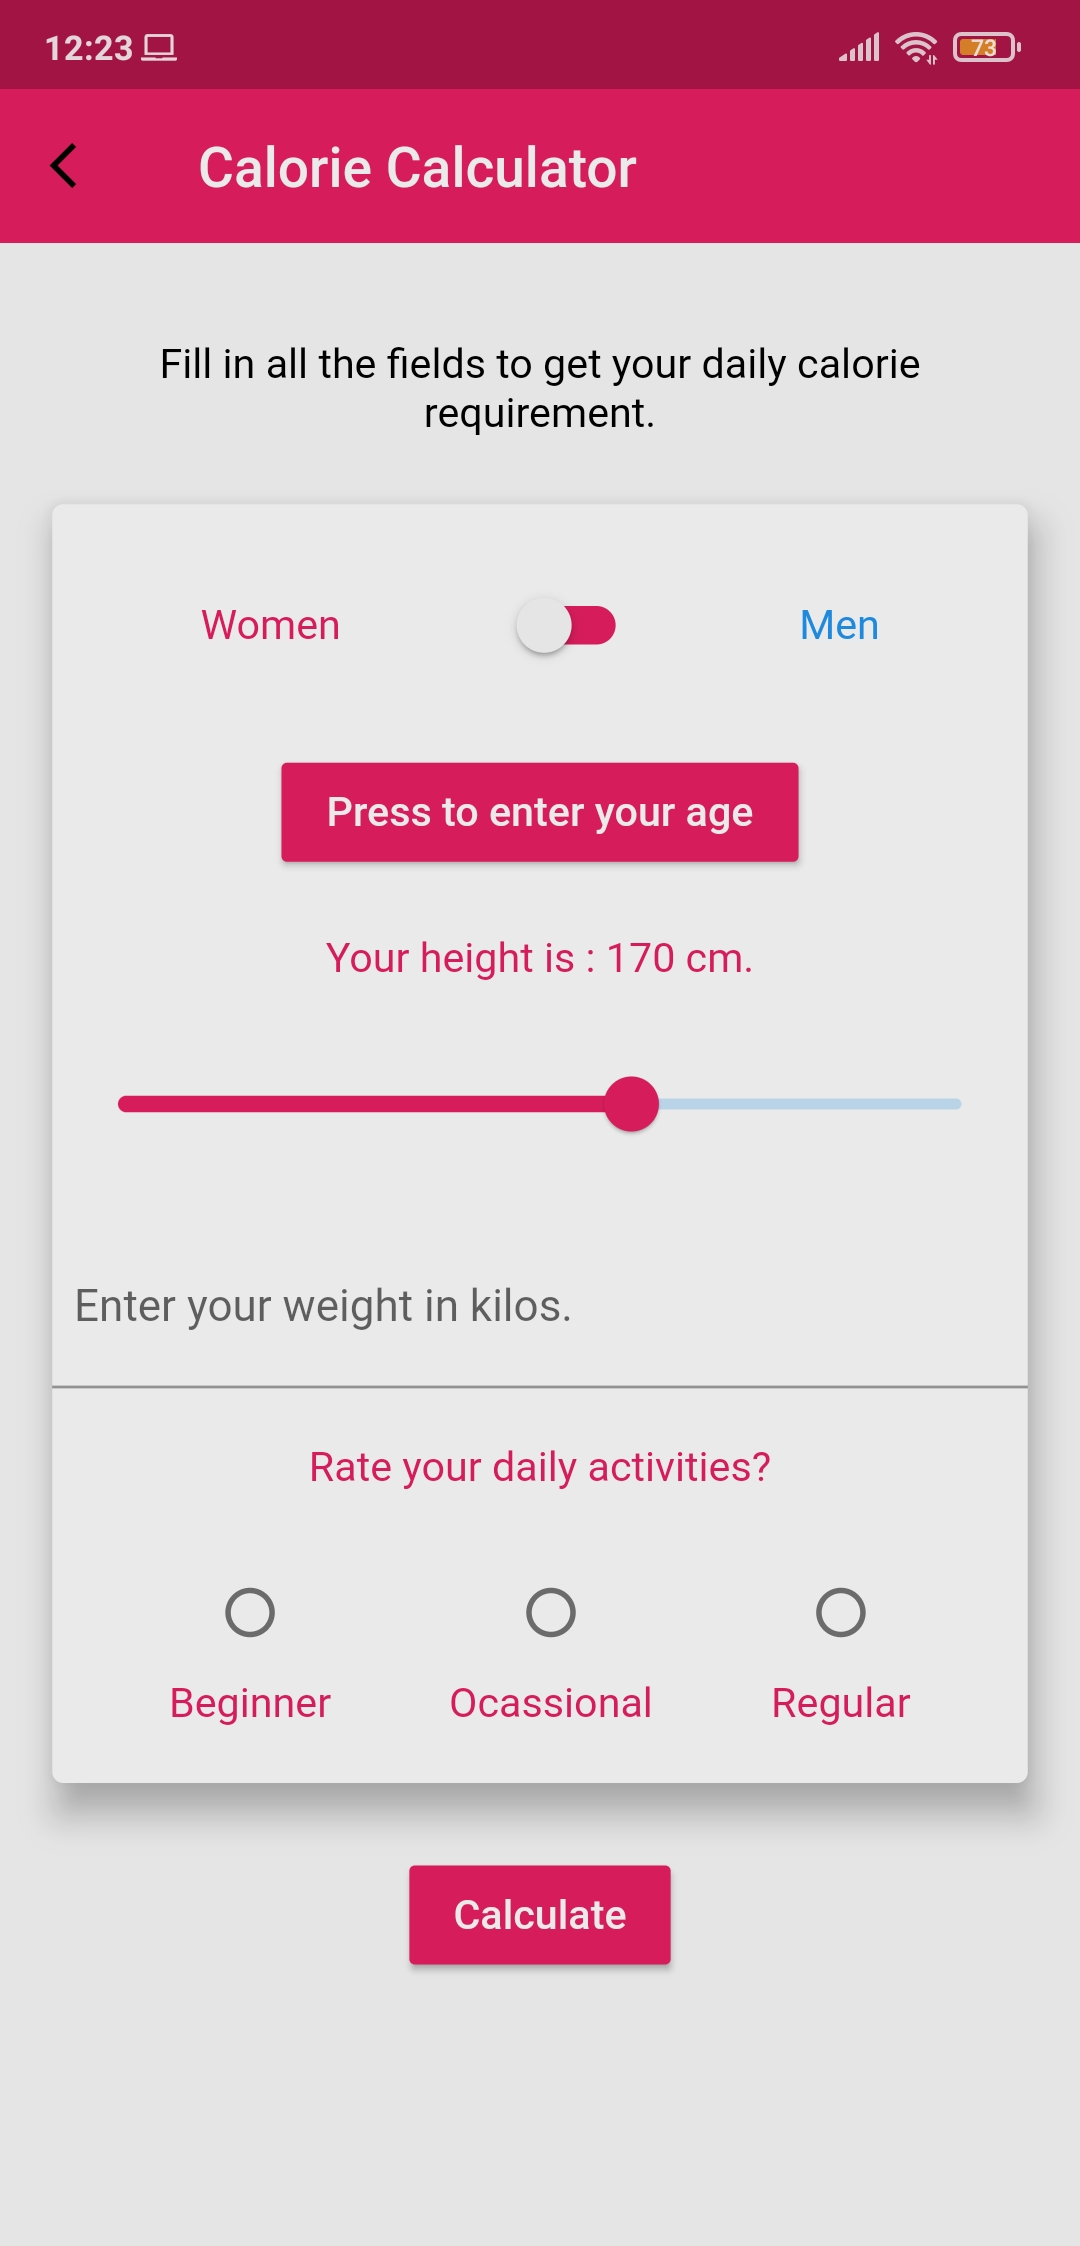 12:23
73
Calorie Calculator
Fill in all the fields to get your daily calorie
requirement.
Women
Men
Press to enter your age
Your height is : 170 cm.
Enter your weight in kilos.
Rate your daily activities?
Beginner
Ocassional
Regular
Calculate